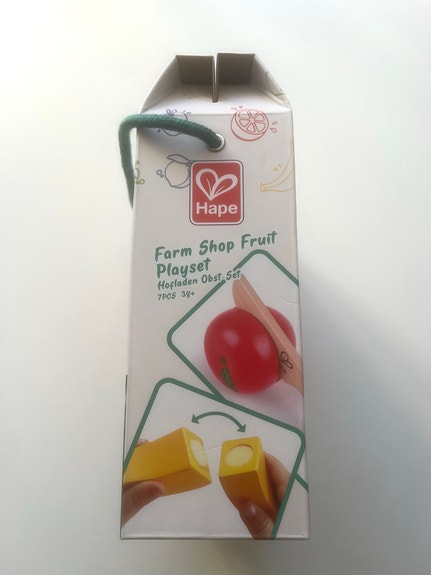 Hape
Farm Shop Fruit
Playset
Hofladen Obst-Set
7PCS 3y+